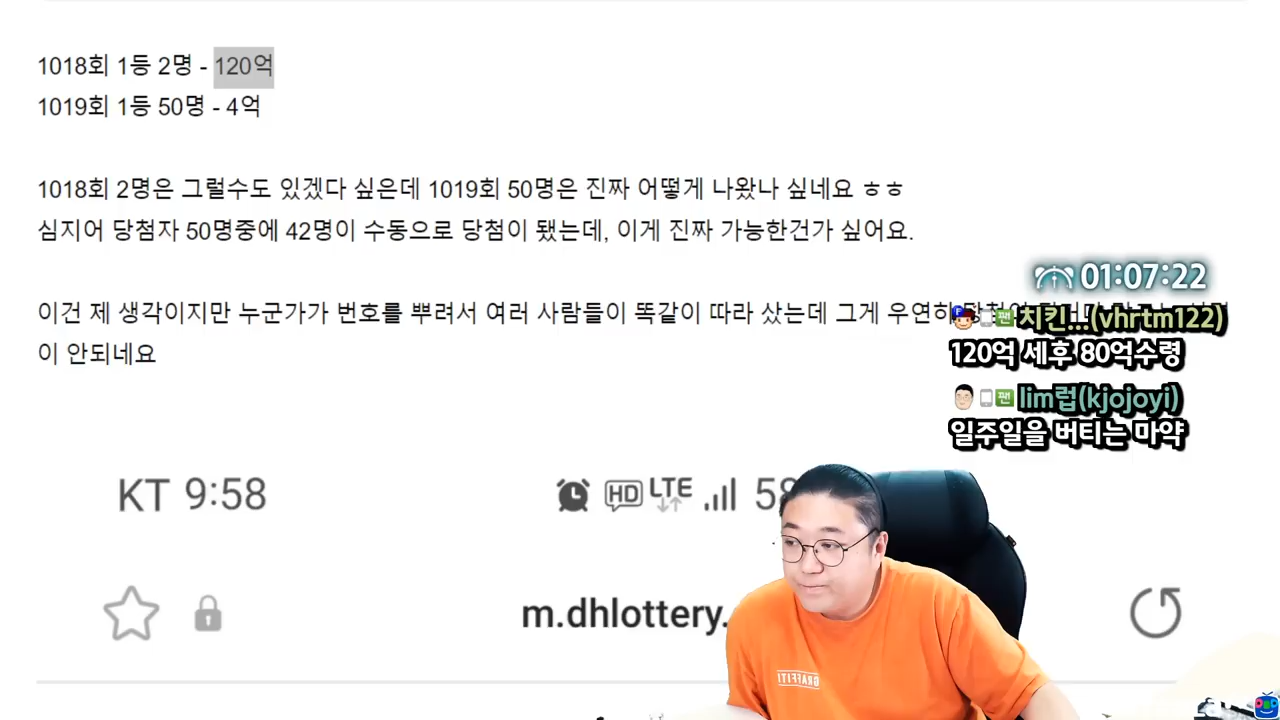 1018회 1등 2명 - 120억
1019회 1등 50명 - 4억
1018회 2명은 그럴수도 있겠다 싶은데 1019회 50명은 진짜 어떻게 나왔나 싶네요 ㅎㅎ
심지어 당첨자 50명중에 42명이 수동으로 당첨이 됐는데, 이게 진짜 가능한건가 싶어요.
이건 제 생각이지만 누군가가 번호를 뿌려서 여러 사람들이 똑같이 따라 샀는데 그게 우연히
이 안되네요
01:07:22
치킨...(vhrtm122)
120억 세후 80억수령
lim럽(kjojoyi)
일주일을 버티는 마약
KT 9:58
HD LTE
m.dhlottery.
GRAFFITI